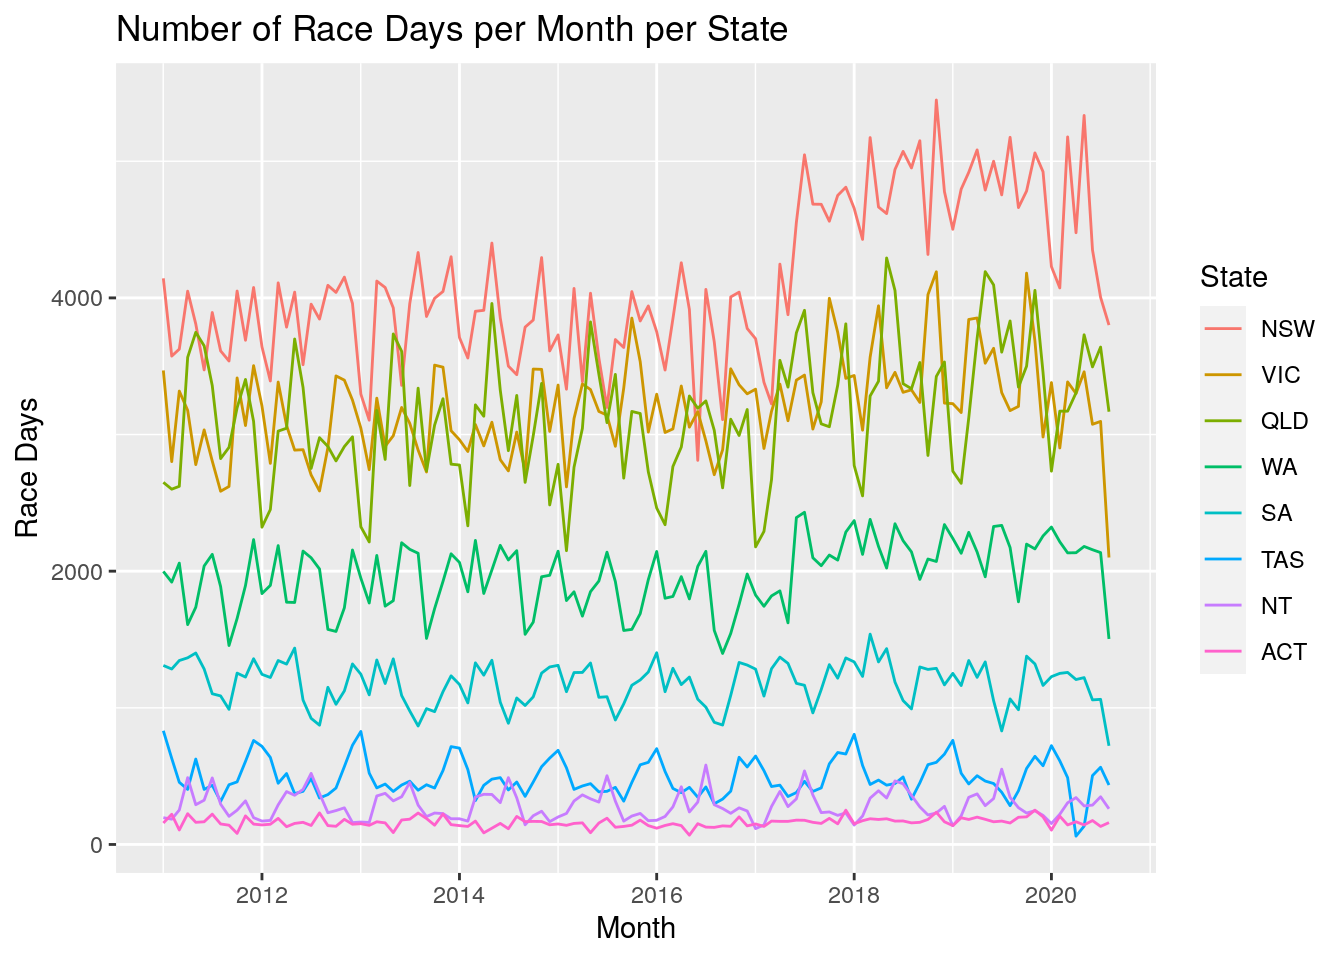 Number of Race Days per Month per State
Race Days
4000
2000
0
2012
2014
2016
2018
2020
Month
State
NSW
VIC
QLD
WA
SA
TAS
NT
ACT